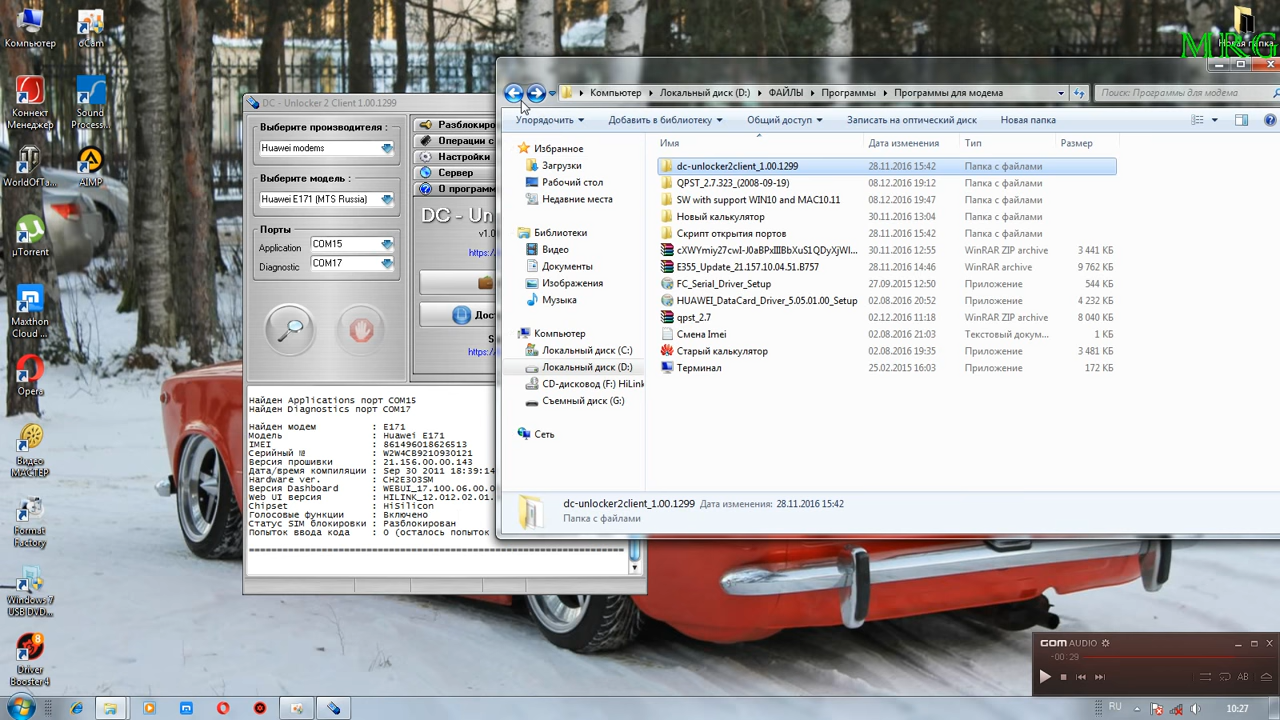 Компьютер
oCam
Коннект Менеджер
Sound Process...
WorldOfTa...
AIMP
µTorrent
Maxthon Cloud ...
Opera
Видео МАСТЕР
Format Factory
Windows 7 USB DVD...
Driver Booster 4
Новая папка
MRG
DC - Unlocker 2 Client 1.00.1299
Выберите производителя :
Huawei modems
Выберите модель :
Huawei E171 (MTS Russia)
Порты
Application
COM15
Diagnostic
COM17
Разблокиро
Операции с
Настройки
Сервер
О програм
DC - Un
v1.0
https:/
Дос
S
https:/
Найден Applications порт COM15
Найден Diagnostics порт COM17
Найден модем : E171
Модель : Huawei E171
IMEI : 861496018626513
Серийный № : W2W4CB9210930121
Версия прошивки : 21.156.00.00.143
Дата/время компиляции : Sep 30 2011 18:39:14
Hardware ver. : CH2E303SM
Версия Dashboard : WEBUI_17.100.06.00
Web UI версия : HILINK_12.012.02.01.
Chipset : HiSilicon
Голосовые функции : Включено
Статус SIM блокировки : Разблокирован
Попыток ввода кода : 0 (осталось попыток
Компьютер
Локальный диск (D:)
ФАЙЛЫ
Программы
Программы для модема
Поиск: Программы для модема
Упорядочить
Добавить в библиотеку
Общий доступ
Записать на оптический диск
Новая папка
Избранное
Загрузки
Рабочий стол
Недавние места
Библиотеки
Видео
Документы
Изображения
Музыка
Компьютер
Локальный диск (C:)
Локальный диск (D:)
CD-дисковод (F:) HiLink
Съемный диск (G:)
Сеть
Имя Дата изменения Тип Размер
dc-unlocker2client_1.00.1299 28.11.2016 15:42 Папка с файлами
QPST_2.7.323_(2008-09-19) 08.12.2016 19:12 Папка с файлами
SW with support WIN10 and MAC10.11 08.12.2016 19:47 Папка с файлами
Новый калькулятор 30.11.2016 13:04 Папка с файлами
Скрипт открытия портов 28.11.2016 15:42 Папка с файлами
30.11.2016 12:55 WinRAR ZIP archive 3 441 КБ
E355_Update_21.157.10.04.51.B757 28.11.2016 14:46 WinRAR archive 9 762 КБ
FC_Serial_Driver_Setup 27.09.2015 12:50 Приложение 544 КБ
HUAWEI_DataCard_Driver_5.05.01.00_Setup 02.08.2016 20:52 Приложение 4 232 КБ
qpst_2.7 02.12.2016 11:18 WinRAR ZIP archive 8 040 КБ
Смена Imei 02.08.2016 21:03 Текстовый докум... 1 КБ
Старый калькулятор 02.08.2016 19:35 Приложение 3 481 КБ
Терминал 25.02.2015 16:03 Приложение 172 КБ
dc-unlocker2client_1.00.1299 Дата изменения: 28.11.2016 15:42
Папка с файлами
GOM AUDIO
-00:29
AB
RU
10:27